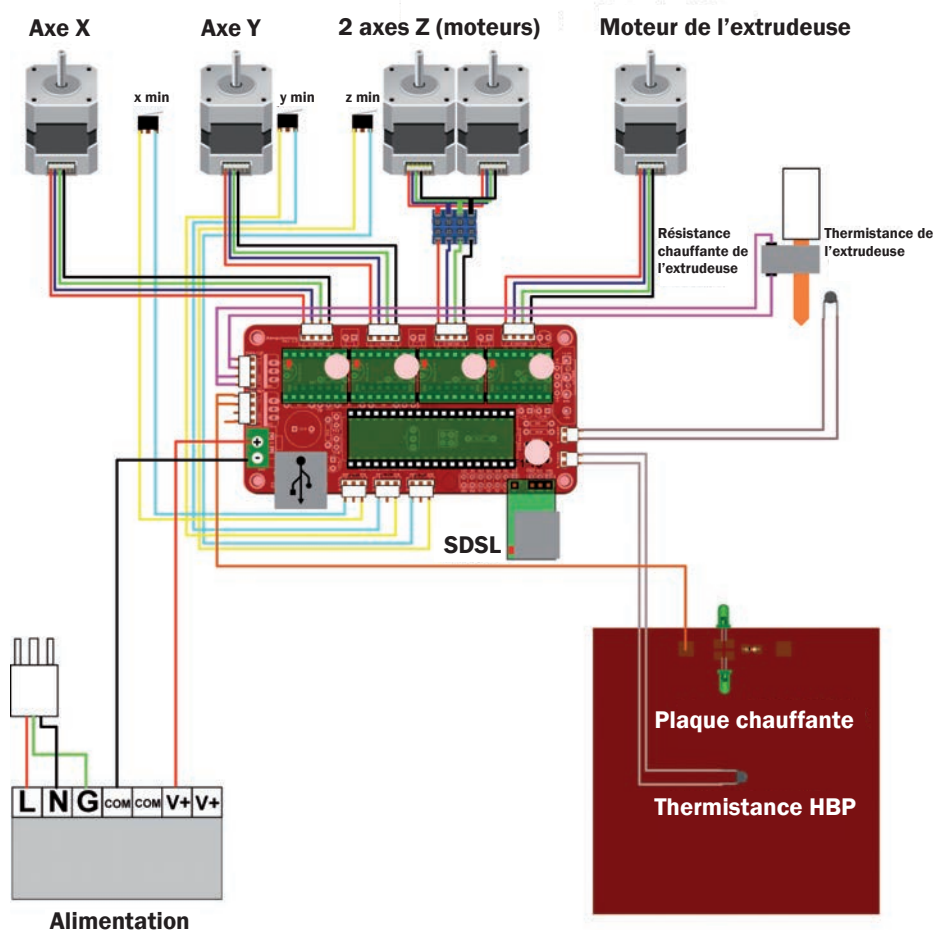 Axe X
Axe Y
2 axes Z (moteurs)
Moteur de l'extrudeuse
x min
y min
z min
Résistance
chauffante de
l'extrudeuse
Thermistance de
l'extrudeuse
+
-
SDSL
Plaque chauffante
Thermistance HBP
L N G COM COM V+ V+
Alimentation